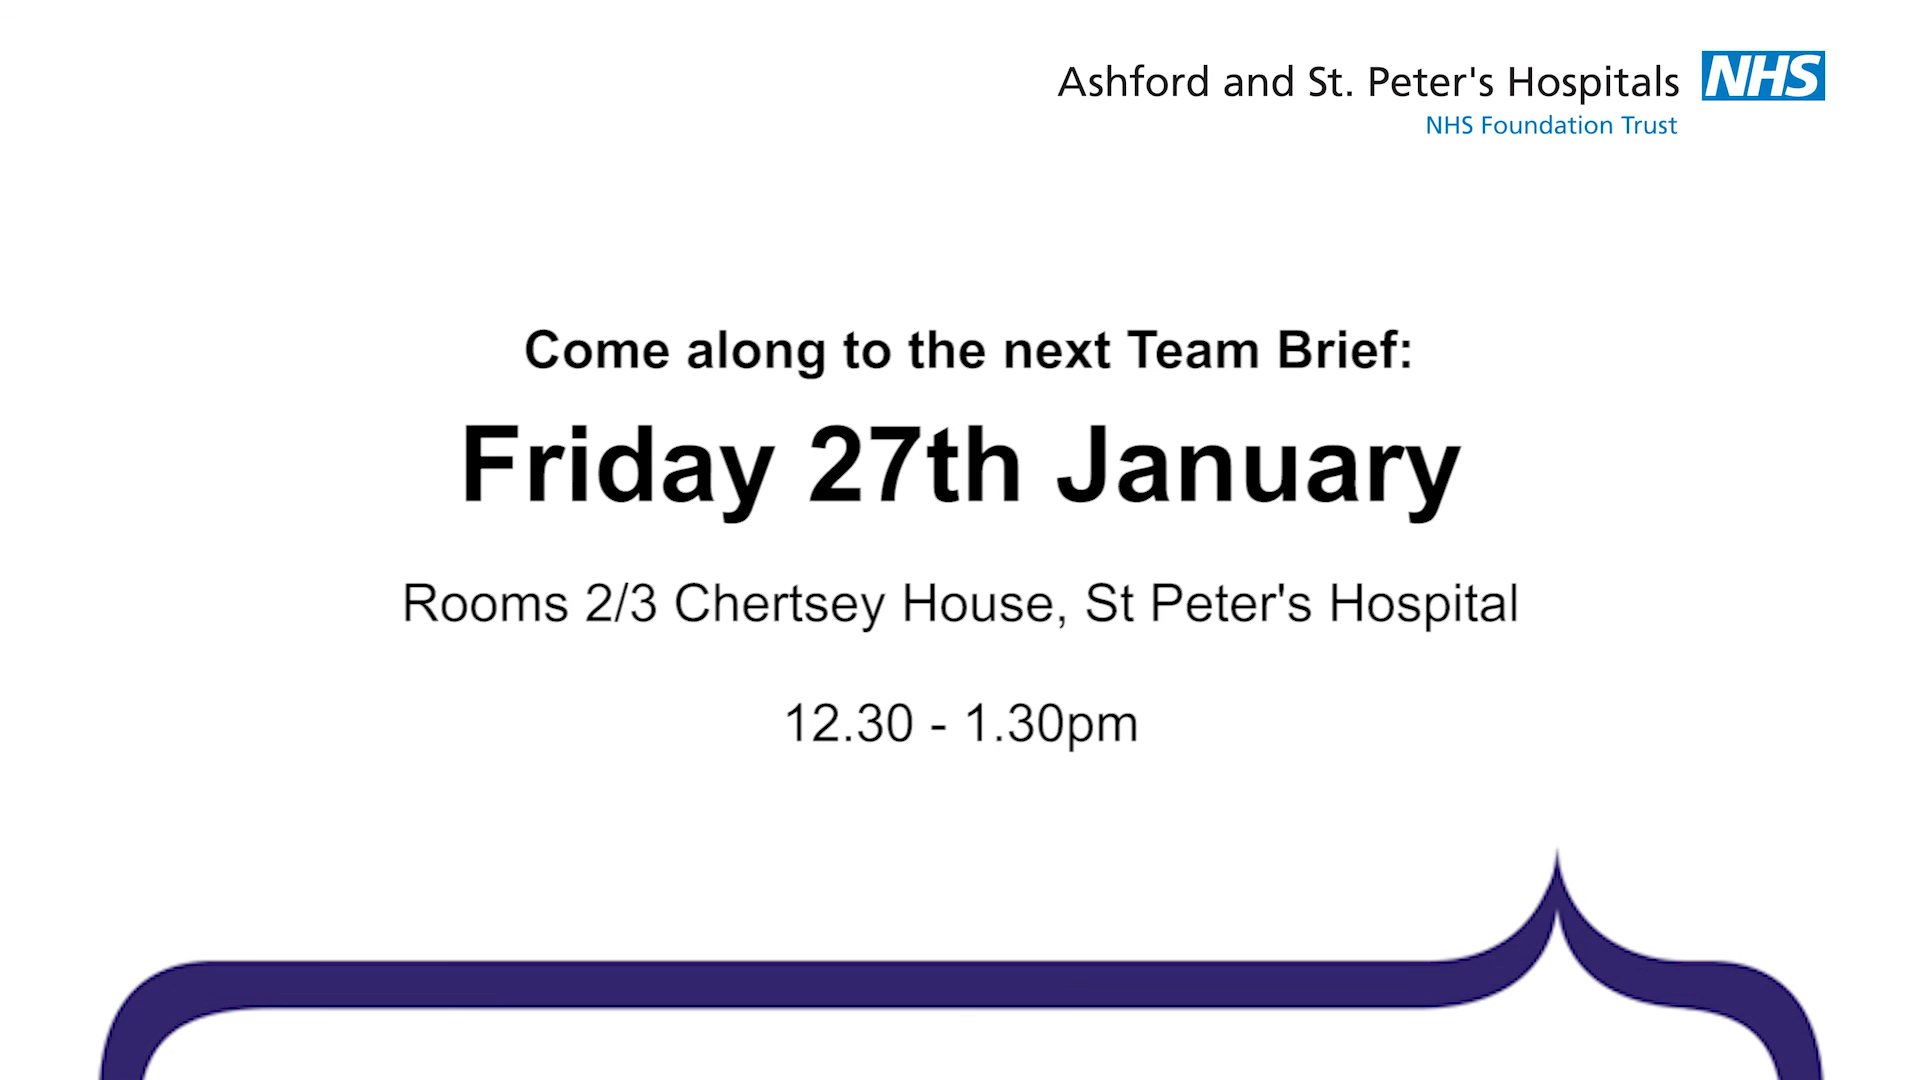 Ashford and St. Peter's Hospitals NHS
NHS Foundation Trust
Come along to the next Team Brief:
Friday 27th January
Rooms 2/3 Chertsey House, St Peter's Hospital
12.30 - 1.30pm